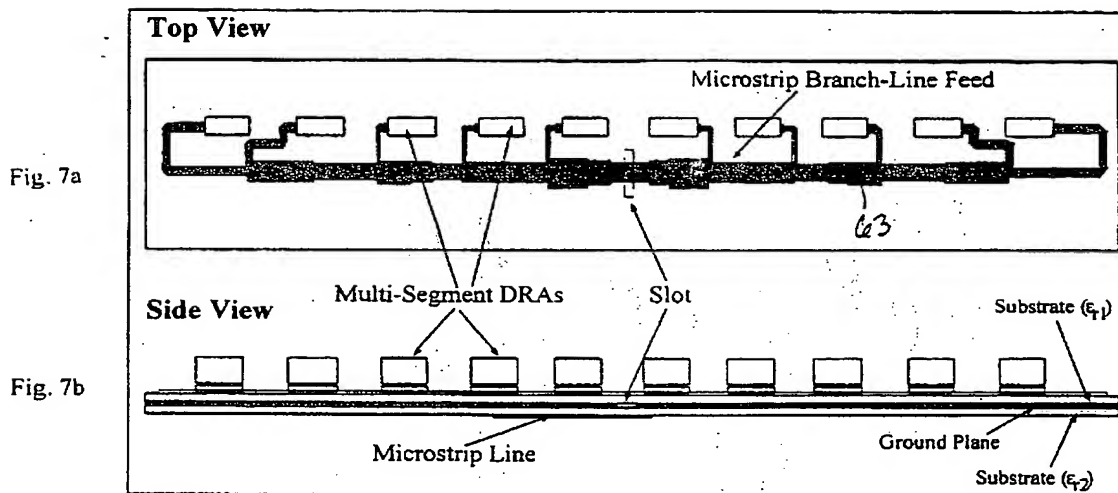 Top View
Microstrip Branch-Line Feed
Fig. 7a
63
Multi-Segment DRAs
Slot
Side View
Substrate (εr1)
Fig. 7b
Microstrip Line
Ground Plane
Substrate (εr2)